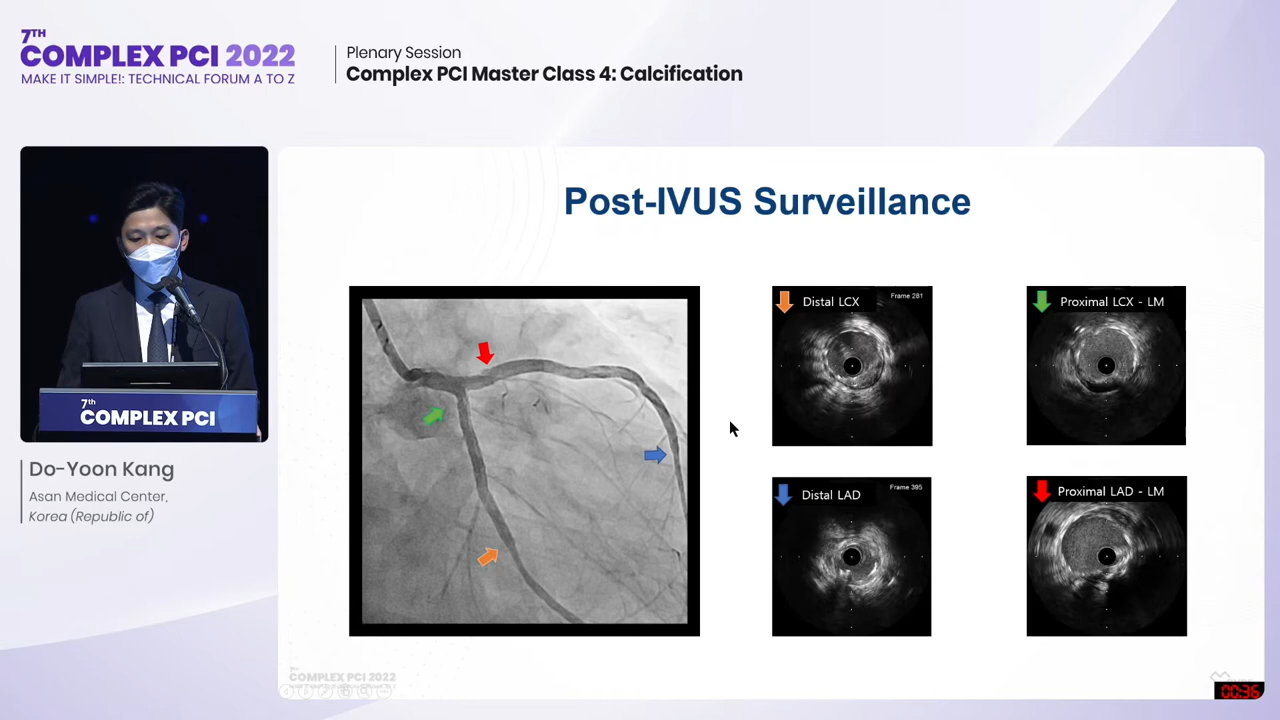 7TH
COMPLEX PCI 2022
MAKE IT SIMPLE!: TECHNICAL FORUM A TO Z
Plenary Session
Complex PCI Master Class 4: Calcification
7th
COMPLEX PCI
Do-Yoon Kang
Asan Medical Center,
Korea (Republic of)
Post-IVUS Surveillance
Distal LCX
Frame 281
Proximal LCX - LM
Distal LAD
Frame 395
Proximal LAD - LM
7TH
COMPLEX PCI 2022
00:36